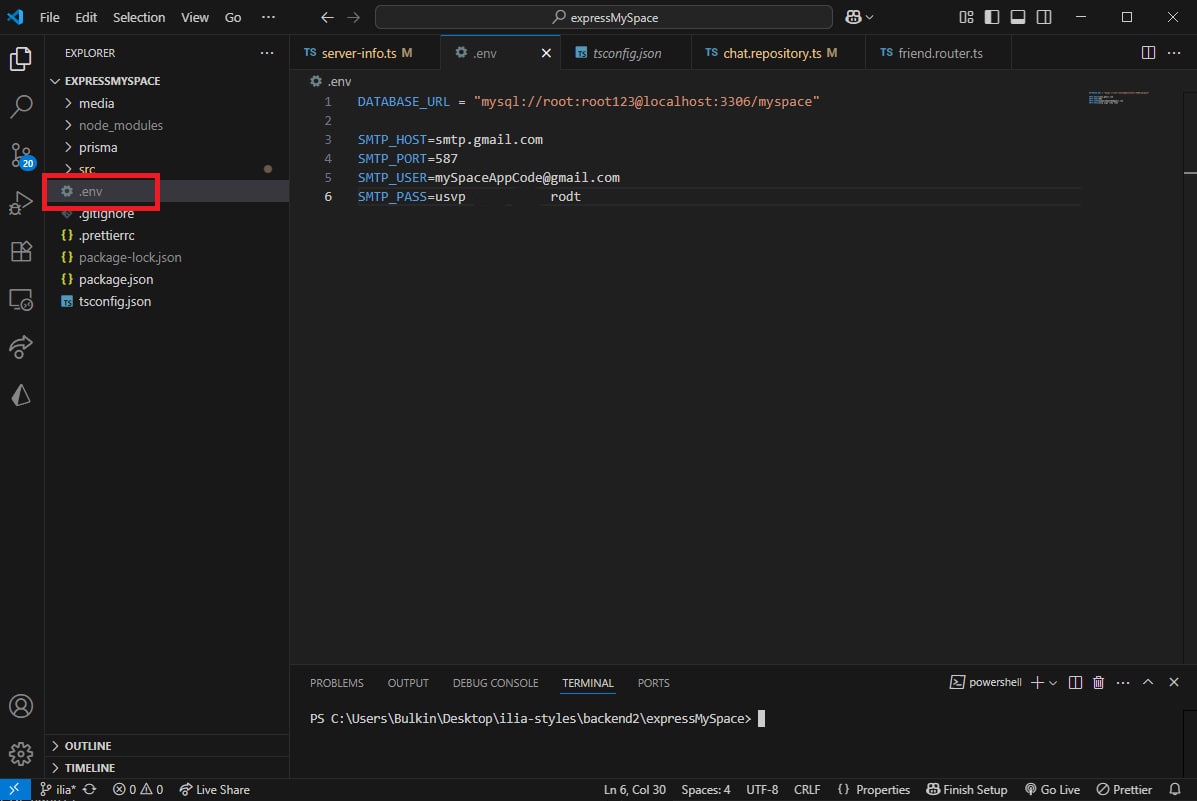 File Edit Selection View Go ··· expressMySpace
EXPLORER ···
EXPRESSMYSPACE
media
node_modules
prisma
src
.env
.gitignore
.prettierrc
package-lock.json
package.json
tsconfig.json
OUTLINE
TIMELINE
20
TS server-info.ts M .env TS tsconfig.json TS chat.repository.ts M TS friend.router.ts
.env
1 DATABASE_URL = "mysql://root:root123@localhost:3306/myspace"
2
3 SMTP_HOST=smtp.gmail.com
4 SMTP_PORT=587
5 SMTP_USER=mySpaceAppCode@gmail.com
6 SMTP_PASS=usvp rodt
PROBLEMS OUTPUT DEBUG CONSOLE TERMINAL PORTS powershell
PS C:\Users\Bulkin\Desktop\ilia-styles\backend2\expressMySpace>
ilia* 0 0 Live Share Ln 6, Col 30 Spaces: 4 UTF-8 CRLF {} Properties Finish Setup Go Live Prettier